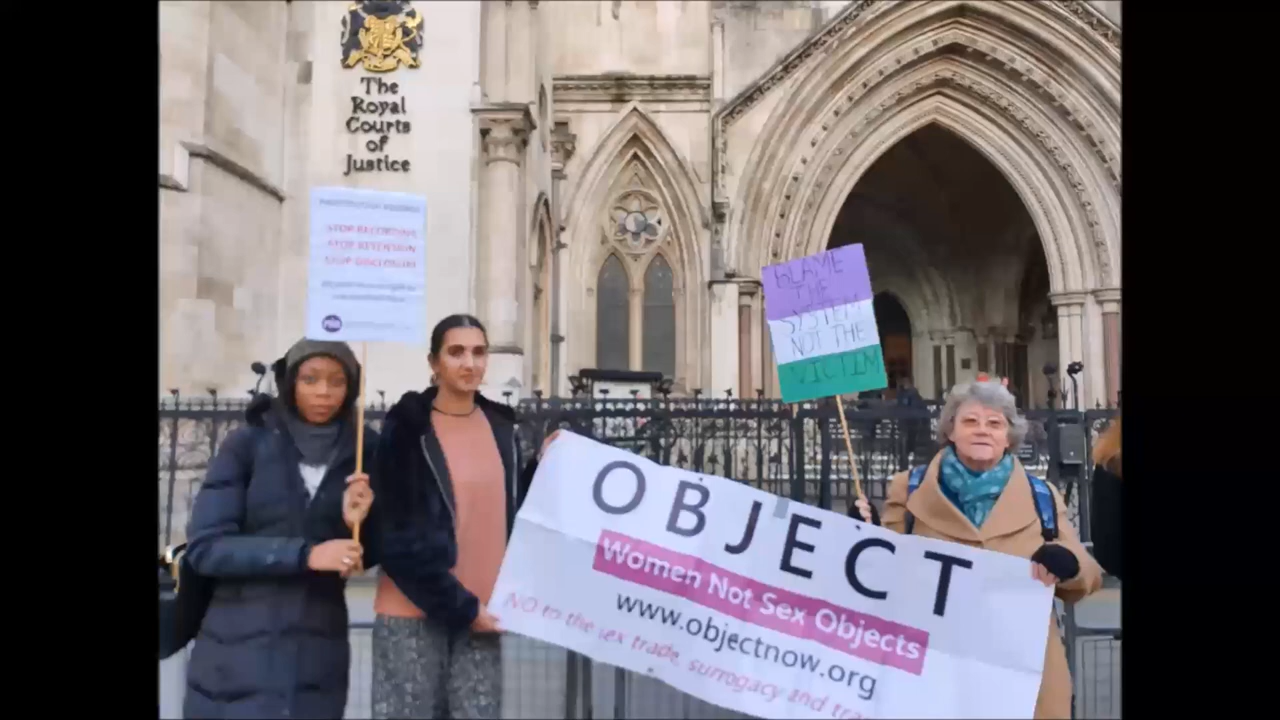 The
Royal
Courts
of
Justice
STOP RECORDING
STOP RETENSION
STOP DISCLOSURE
BLAME
THE
SYSTEM
NOT THE
VICTIM
OBJECT
Women Not Sex Objects
www.objectnow.org
NO to the sex trade, surrogacy and